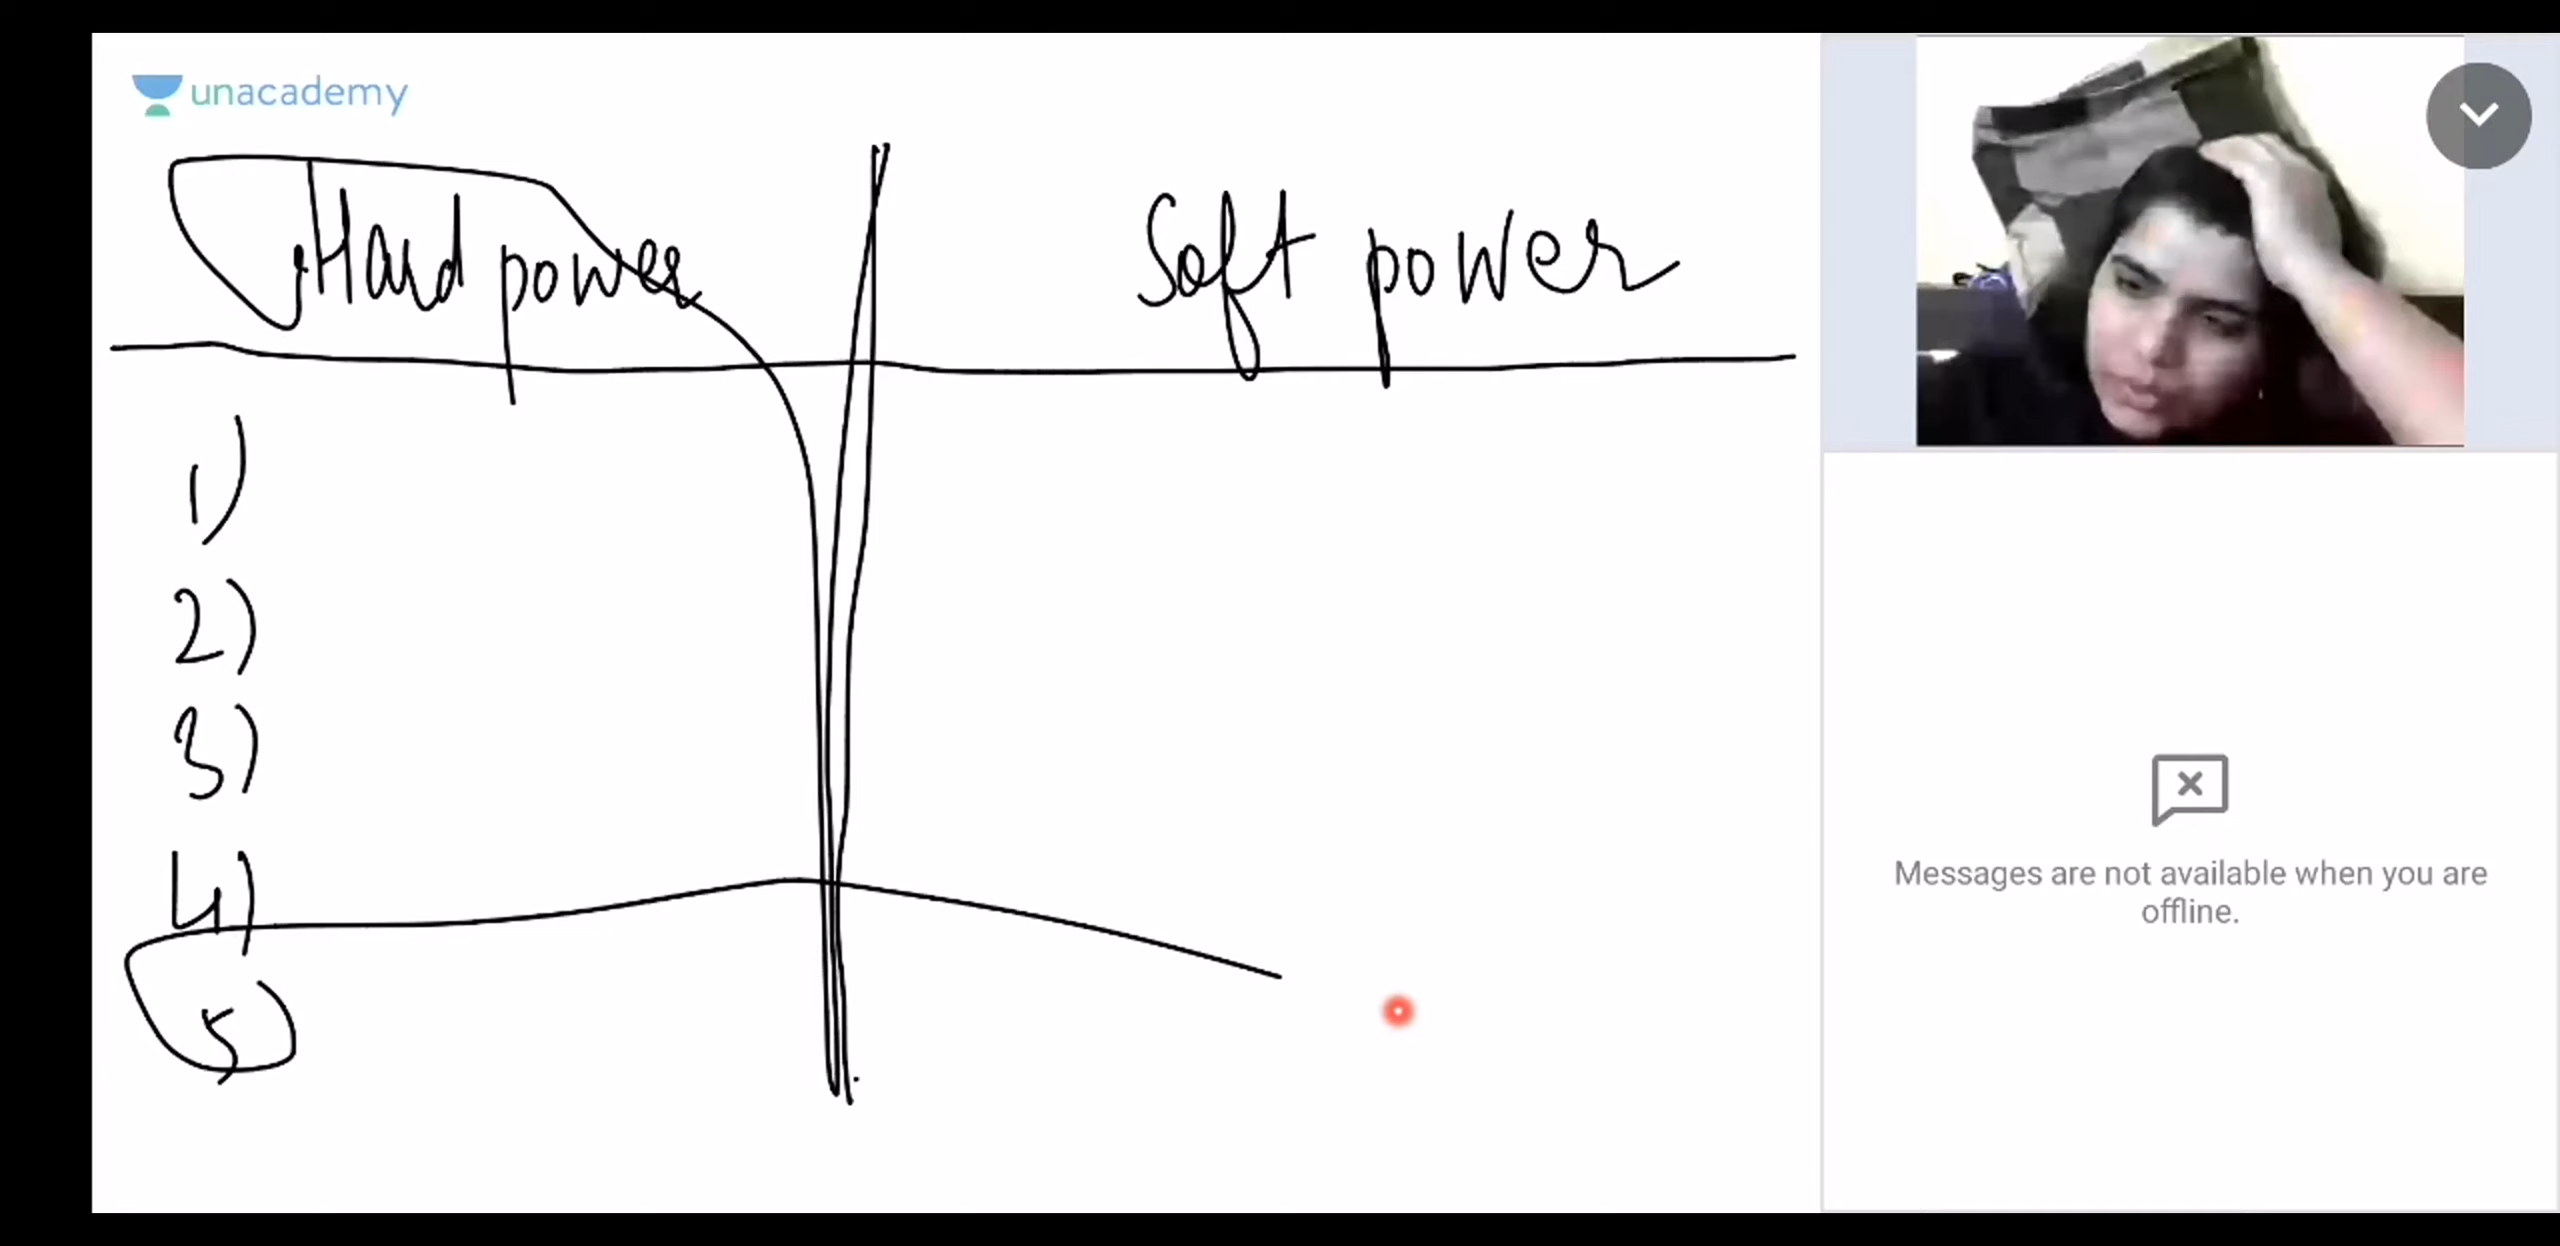 unacademy
Hard power
Soft power
1)
2)
3)
4)
5)
Messages are not available when you are
offline.